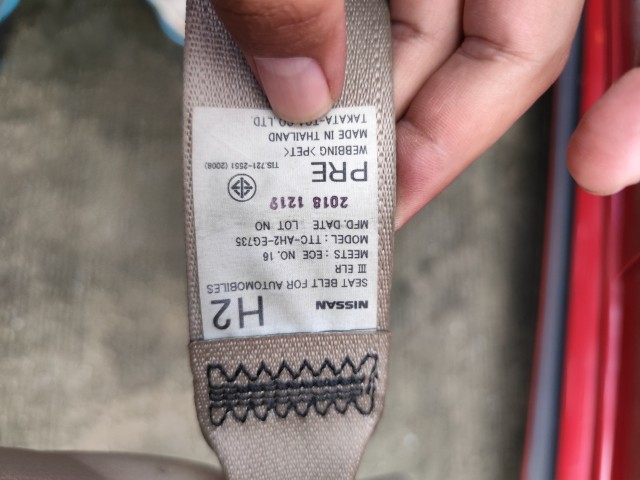 NISSAN H2
SEAT BELT FOR AUTOMOBILES
III ELR
MEETS : ECE NO. 16
MODEL : TTC-AH2-EG735
MFD. DATE LOT NO
2018 1219
PRE
TIS.721-2551 (2008)
WEBBING >PET<
MADE IN THAILAND
TAKATA- CO.LTD